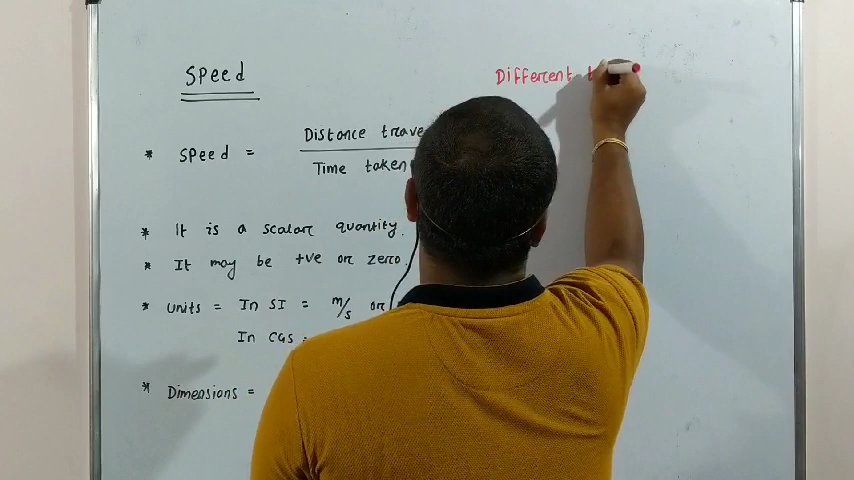 Speed
Different
* Speed = Distance
Time taken
* It is a scalar quantity.
* It may be +ve or zero.
* Units = In SI = m/s or
In CGS =
* Dimensions =